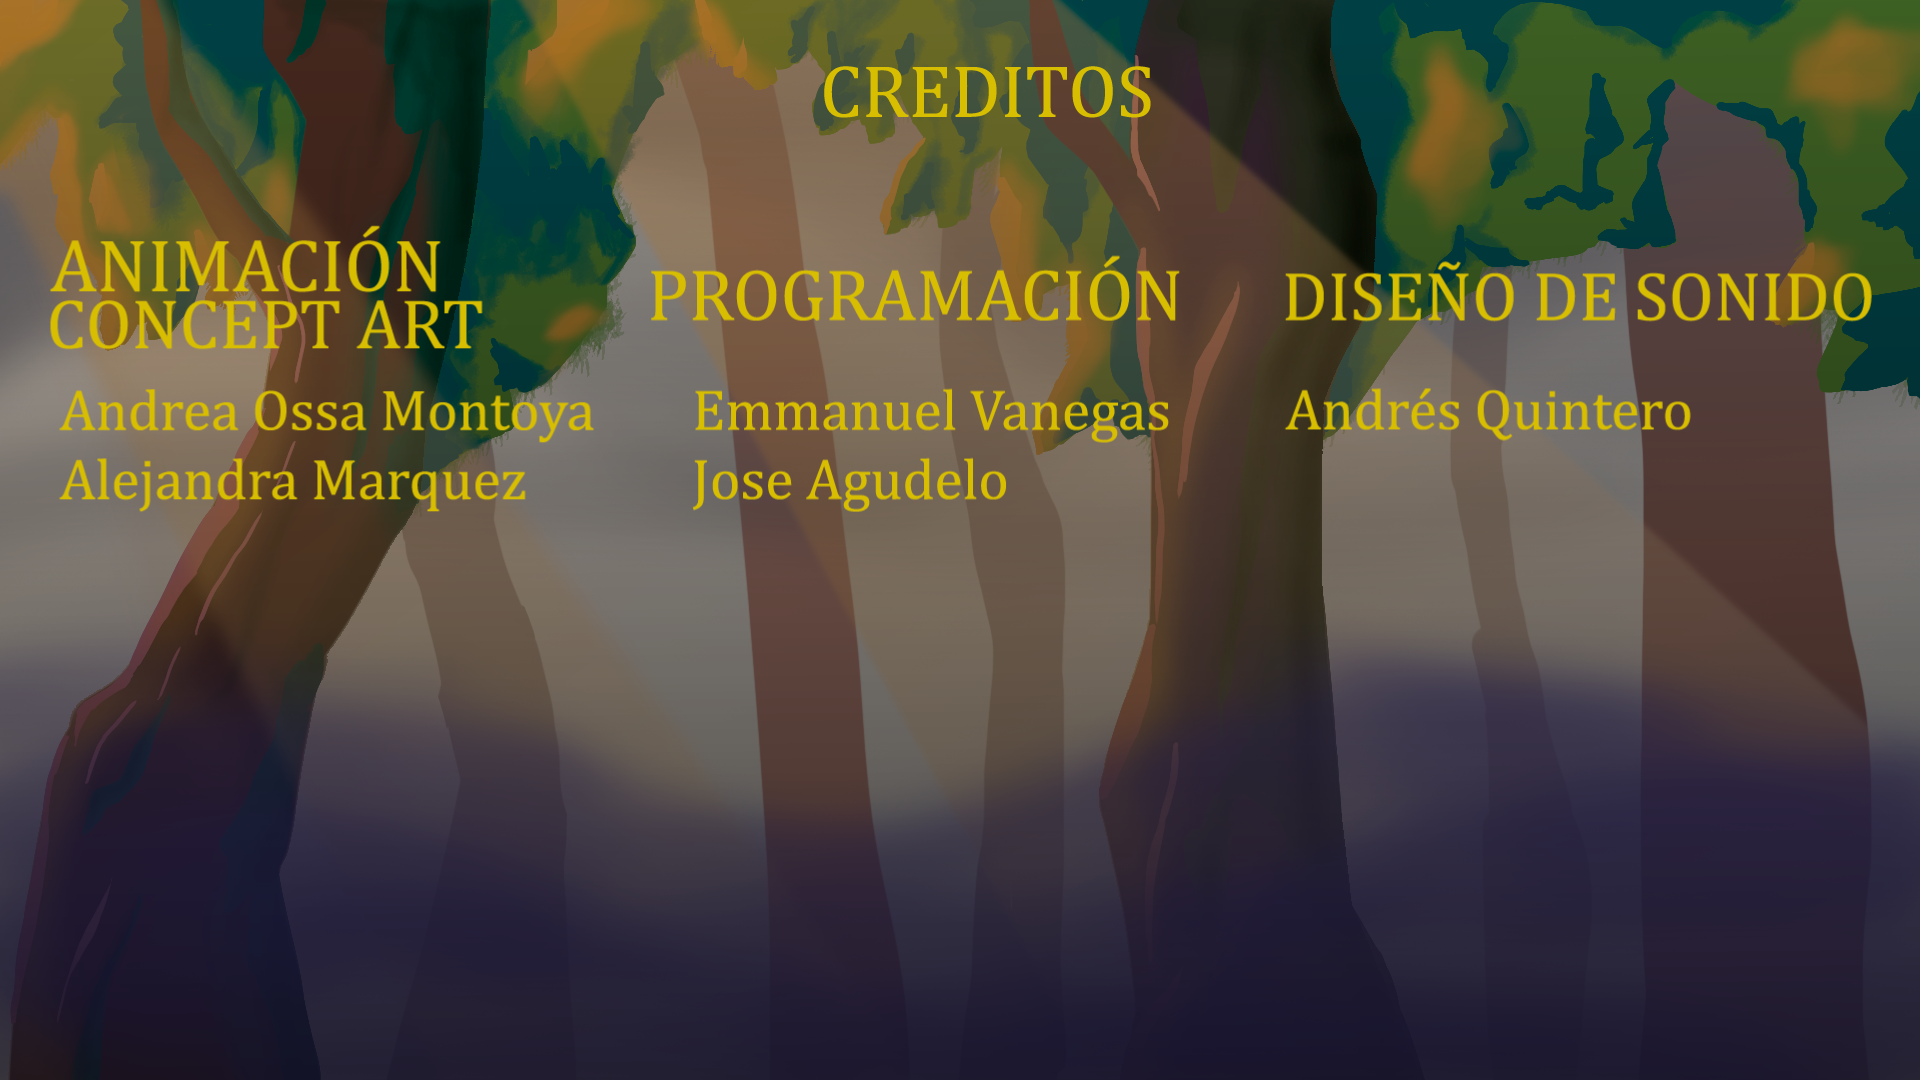 CREDITOS
ANIMACIÓN
CONCEPT ART
Andrea Ossa Montoya
Alejandra Marquez
PROGRAMACIÓN
Emmanuel Vanegas
Jose Agudelo
DISEÑO DE SONIDO
Andrés Quintero